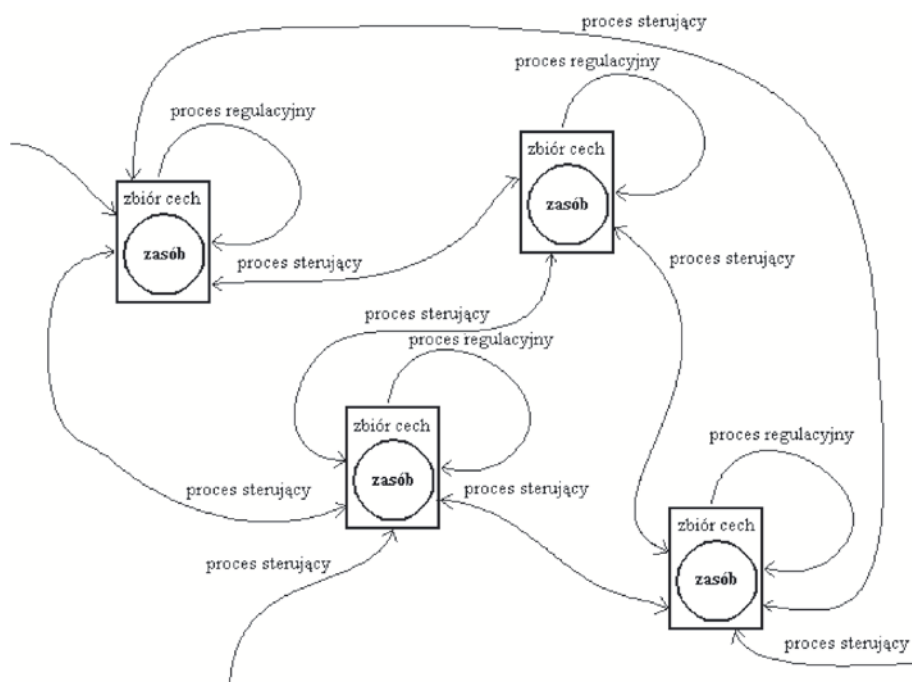 proces sterujący
proces regulacyjny
proces regulacyjny
zbiór cech
zasób
zbiór cech
zasób
proces sterujący
proces sterujący
proces sterujący
proces regulacyjny
zbiór cech
zasób
proces regulacyjny
proces sterujący
proces sterujący
zbiór cech
zasób
proces sterujący
proces sterujący